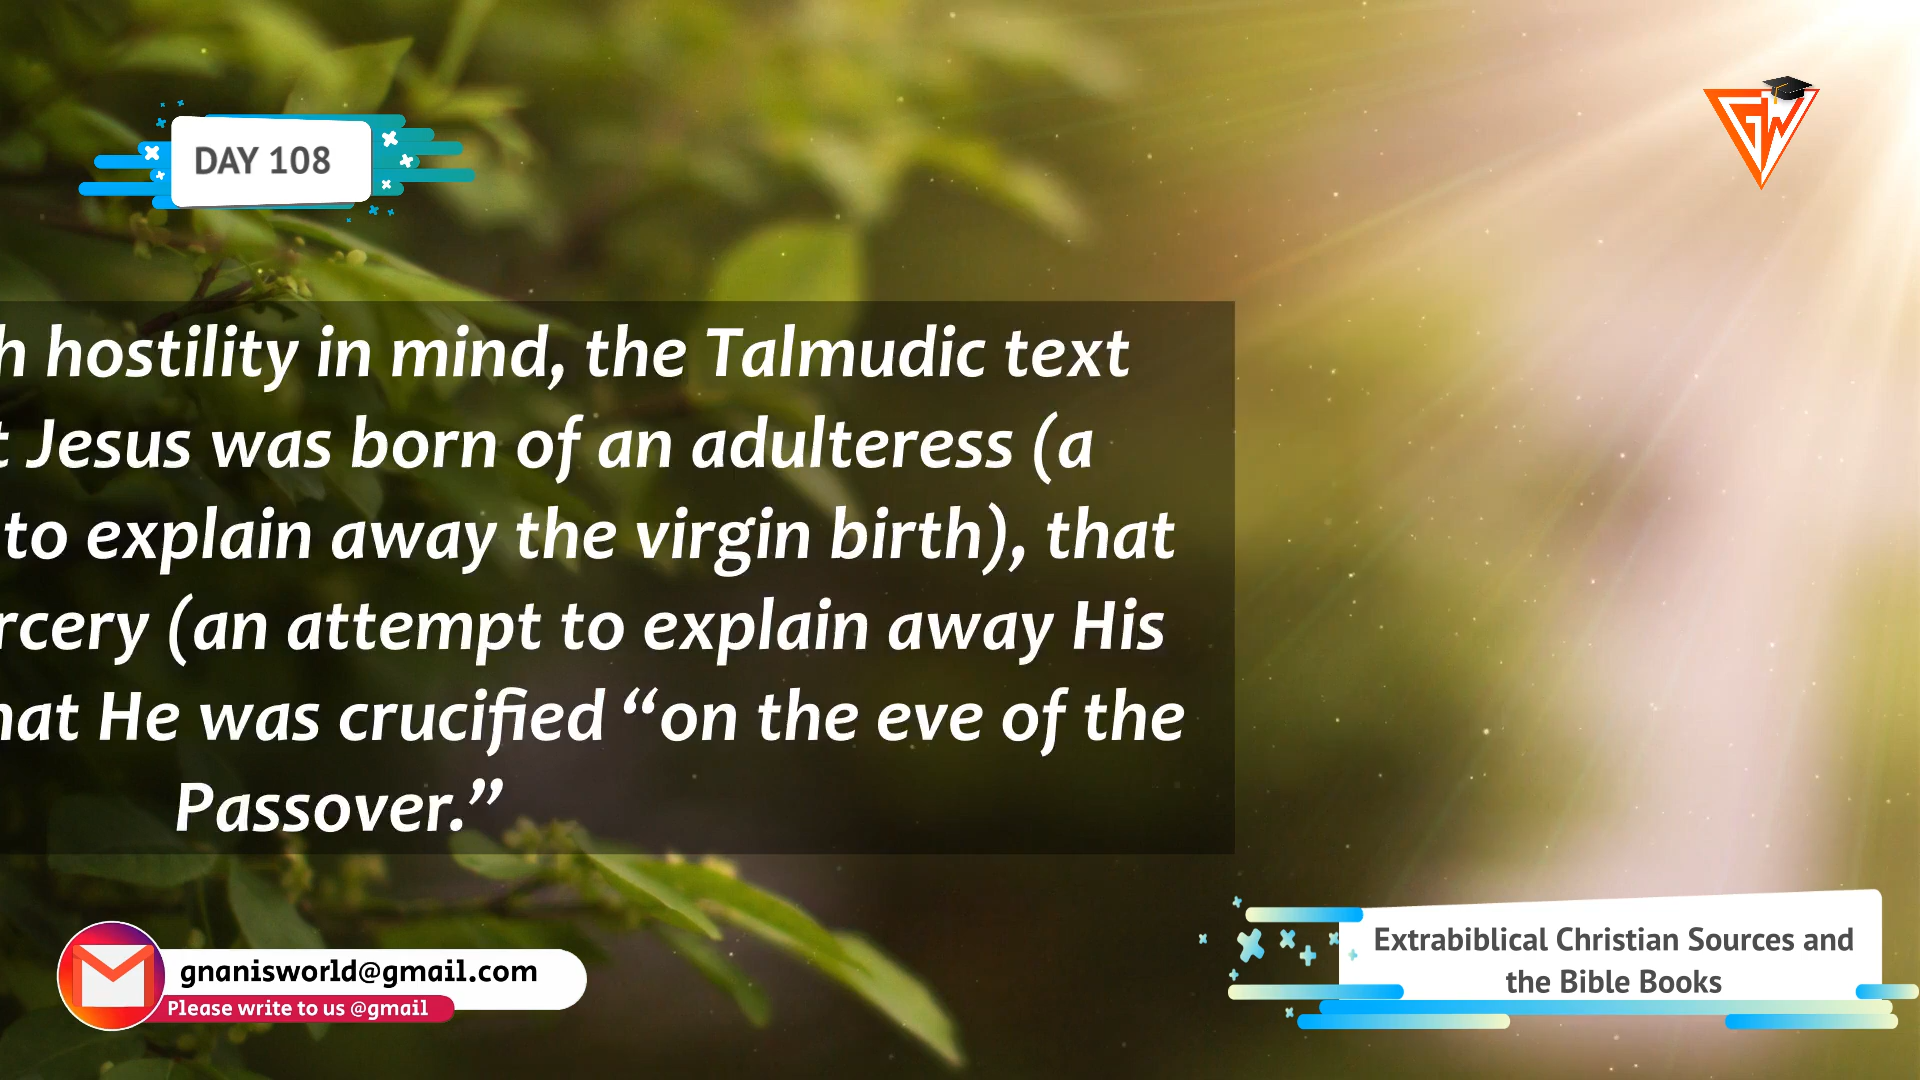 DAY 108
GW
hostility in mind, the Talmudic text
Jesus was born of an adulteress (a
to explain away the virgin birth), that
(an attempt to explain away His
He was crucified “on the eve of the
Passover.”
gnanisworld@gmail.com
Please write to us @gmail
Extrabiblical Christian Sources and
the Bible Books